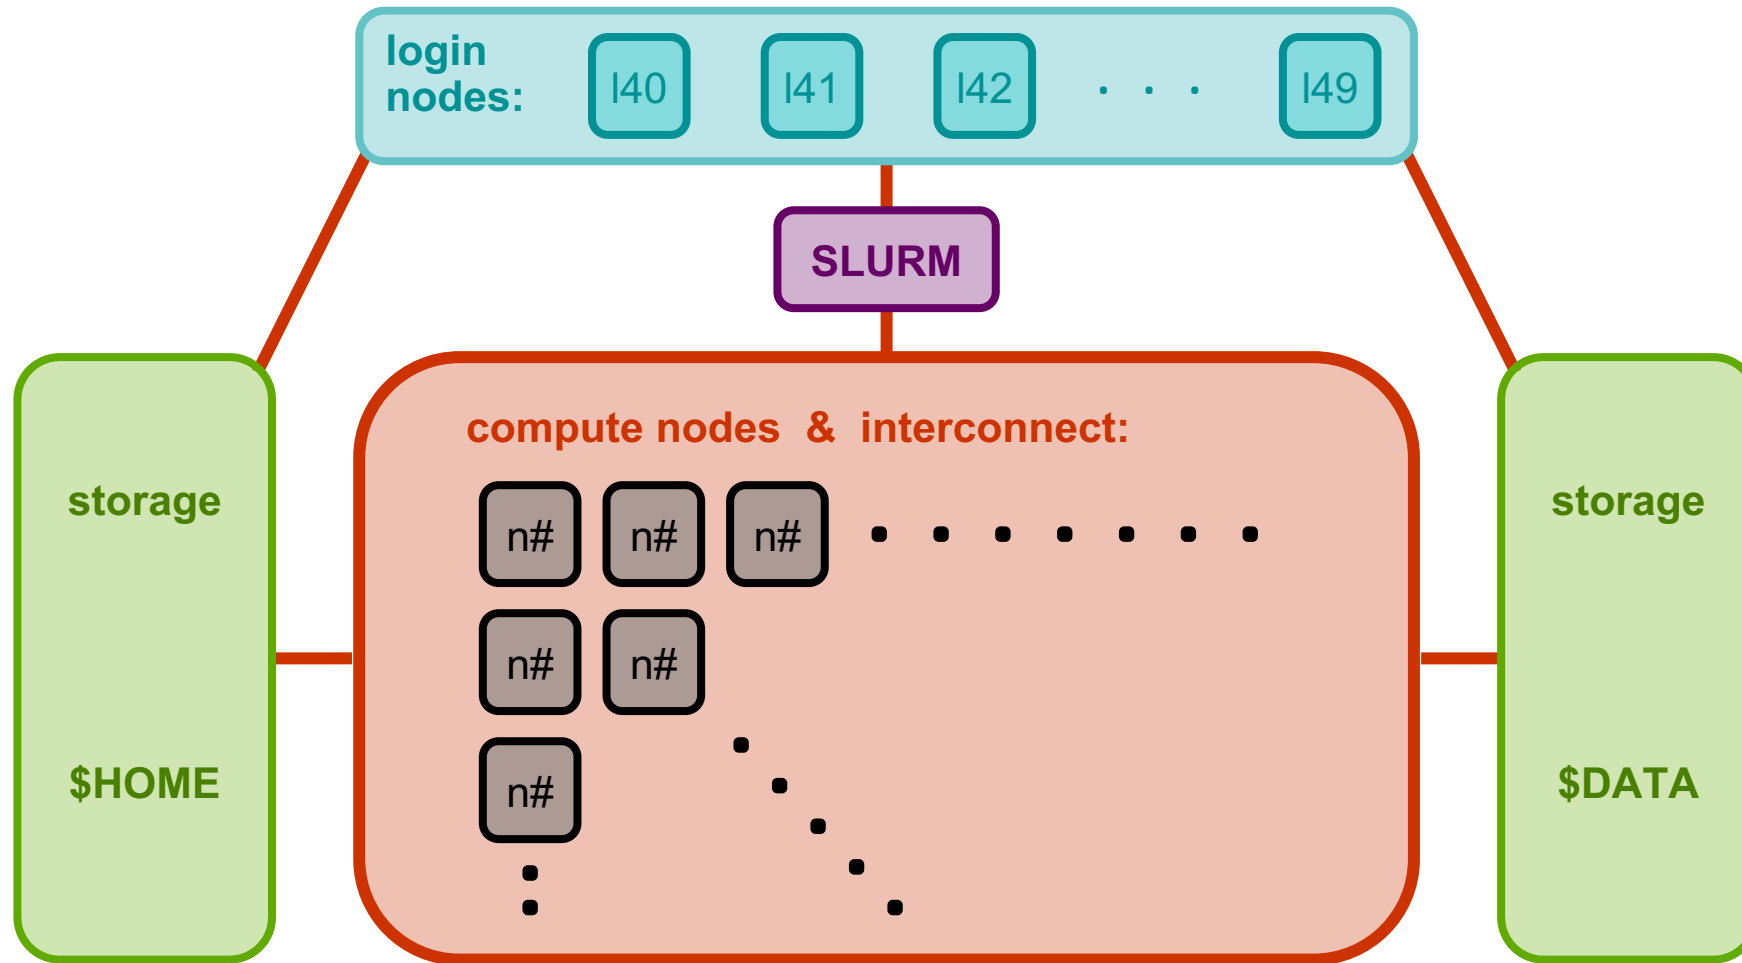 login
nodes:
l40 l41 l42 . . . l49
SLURM
compute nodes & interconnect:
storage
n# n# n# . . . . . . .
storage
n# n#
$HOME
n#
$DATA